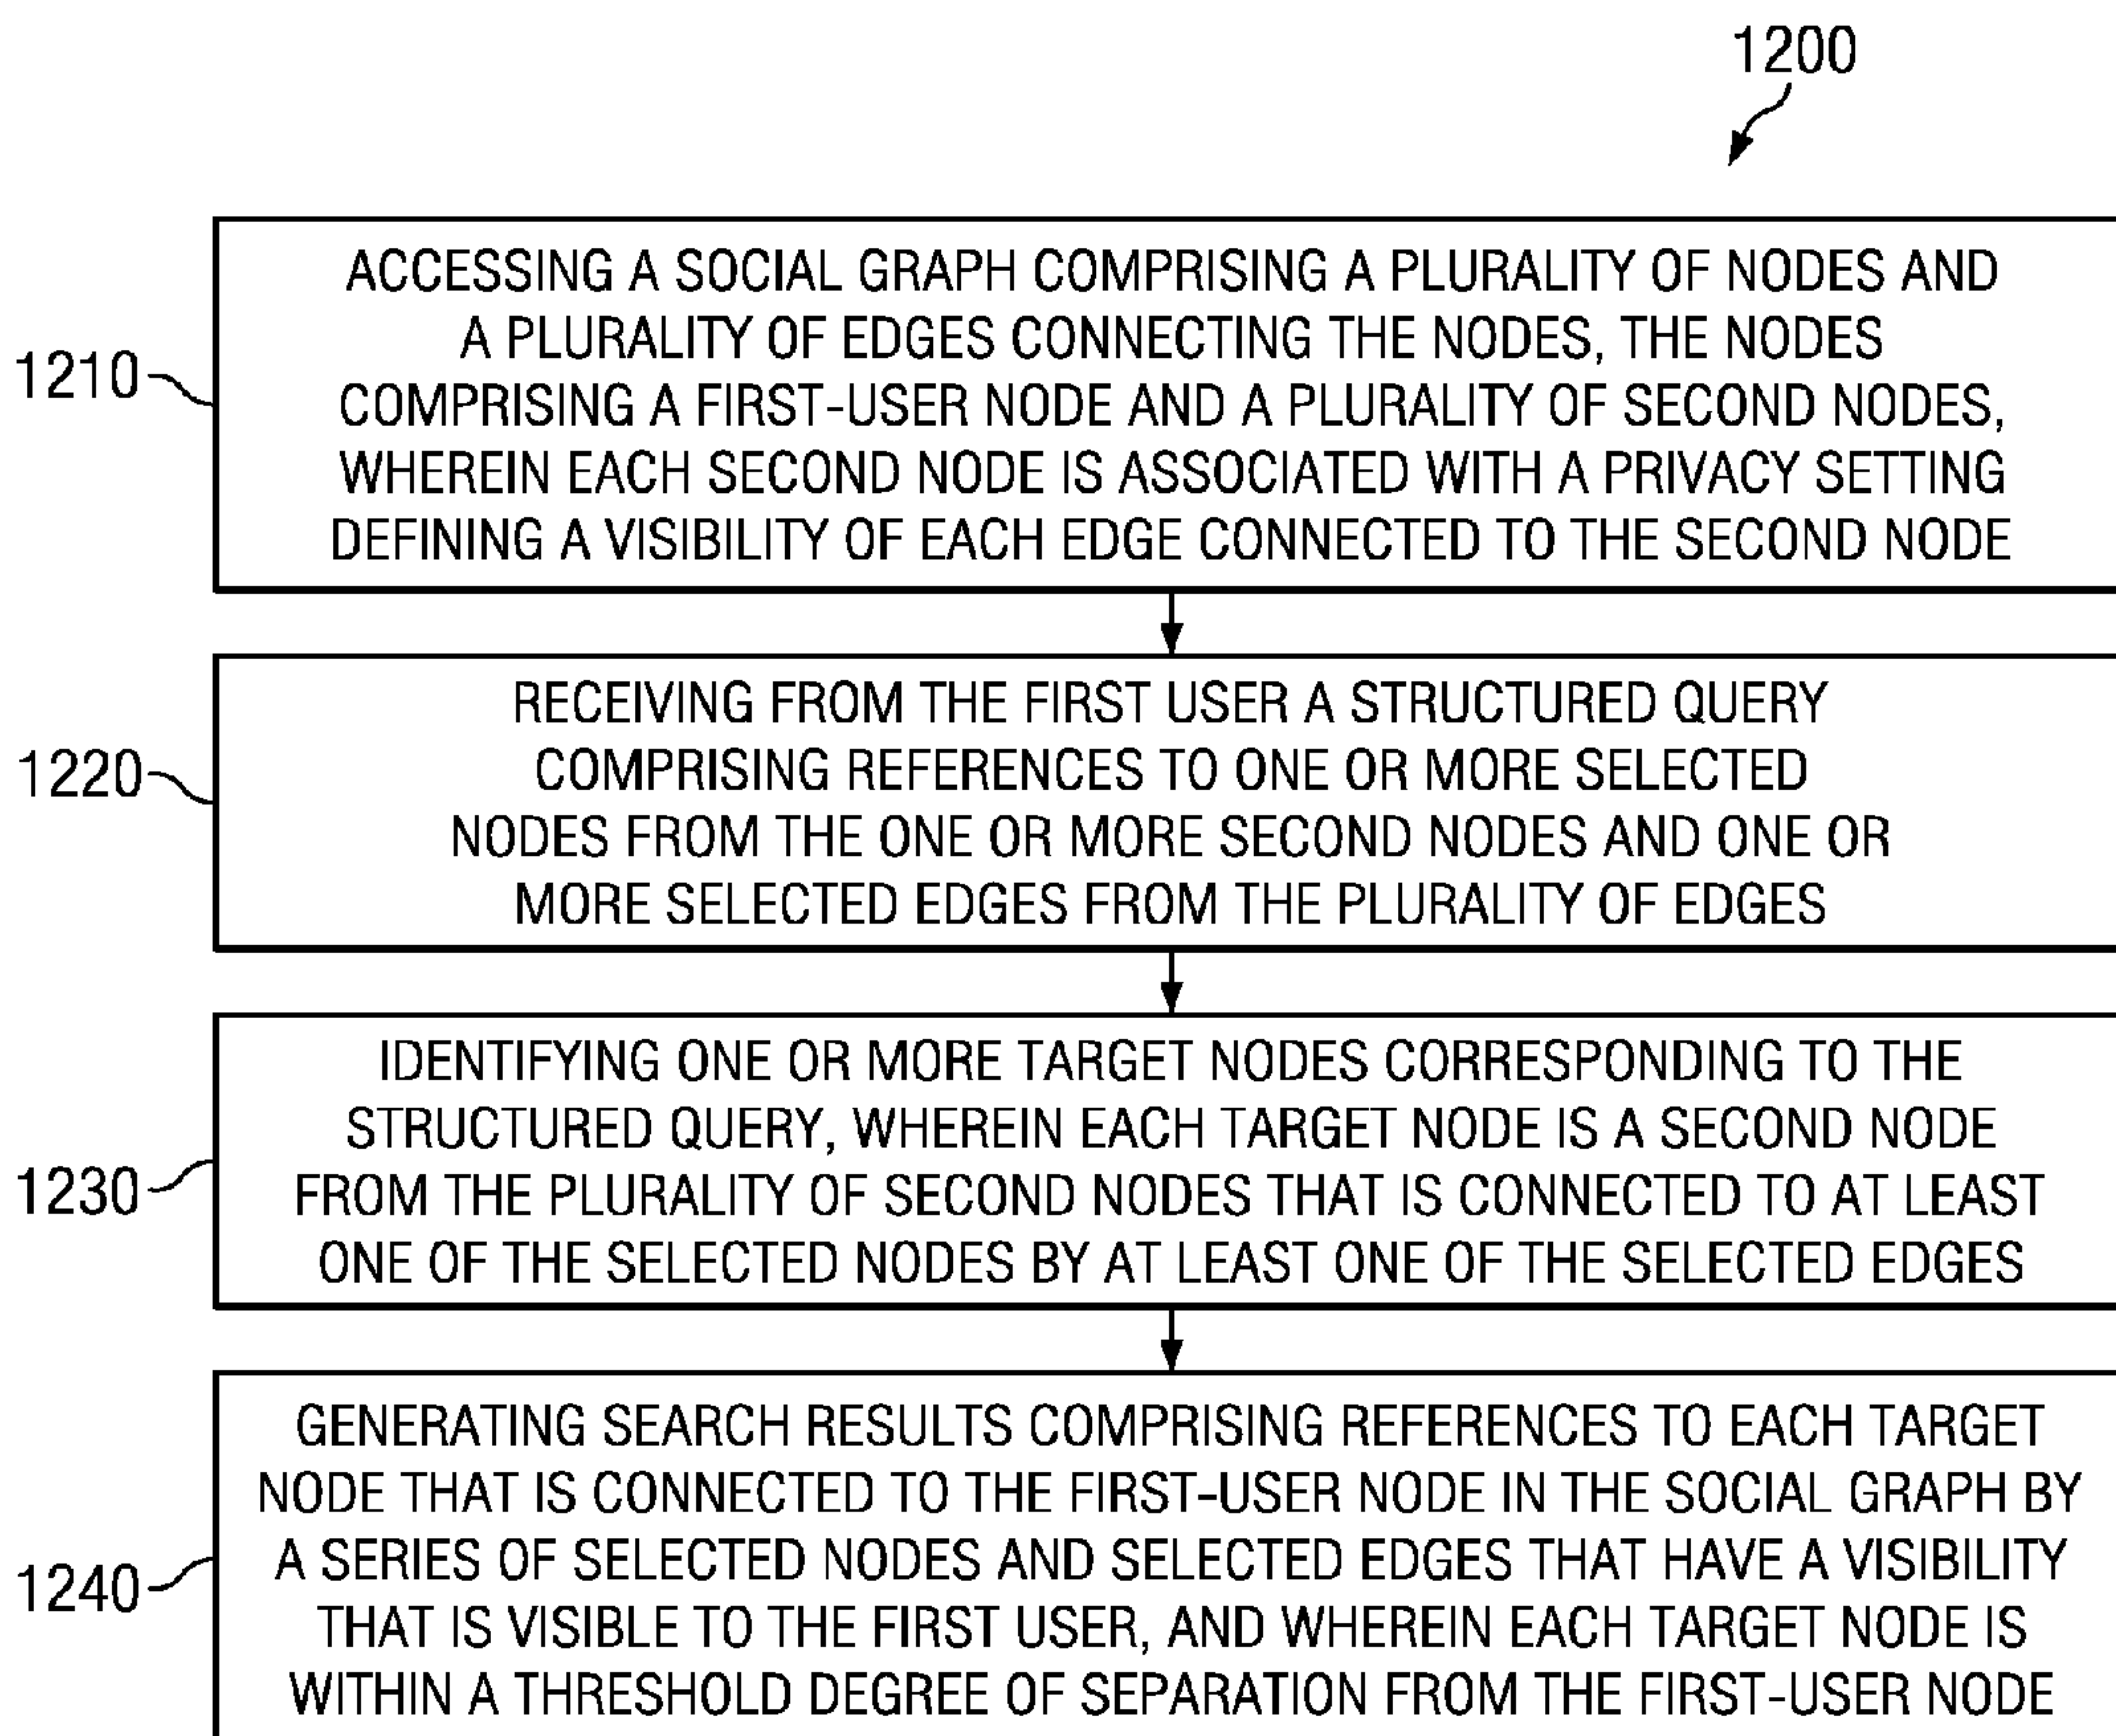 1200
1210
ACCESSING A SOCIAL GRAPH COMPRISING A PLURALITY OF NODES AND
A PLURALITY OF EDGES CONNECTING THE NODES, THE NODES
COMPRISING A FIRST-USER NODE AND A PLURALITY OF SECOND NODES,
WHEREIN EACH SECOND NODE IS ASSOCIATED WITH A PRIVACY SETTING
DEFINING A VISIBILITY OF EACH EDGE CONNECTED TO THE SECOND NODE
1220
RECEIVING FROM THE FIRST USER A STRUCTURED QUERY
COMPRISING REFERENCES TO ONE OR MORE SELECTED
NODES FROM THE ONE OR MORE SECOND NODES AND ONE OR
MORE SELECTED EDGES FROM THE PLURALITY OF EDGES
1230
IDENTIFYING ONE OR MORE TARGET NODES CORRESPONDING TO THE
STRUCTURED QUERY, WHEREIN EACH TARGET NODE IS A SECOND NODE
FROM THE PLURALITY OF SECOND NODES THAT IS CONNECTED TO AT LEAST
ONE OF THE SELECTED NODES BY AT LEAST ONE OF THE SELECTED EDGES
1240
GENERATING SEARCH RESULTS COMPRISING REFERENCES TO EACH TARGET
NODE THAT IS CONNECTED TO THE FIRST-USER NODE IN THE SOCIAL GRAPH BY
A SERIES OF SELECTED NODES AND SELECTED EDGES THAT HAVE A VISIBILITY
THAT IS VISIBLE TO THE FIRST USER, AND WHEREIN EACH TARGET NODE IS
WITHIN A THRESHOLD DEGREE OF SEPARATION FROM THE FIRST-USER NODE